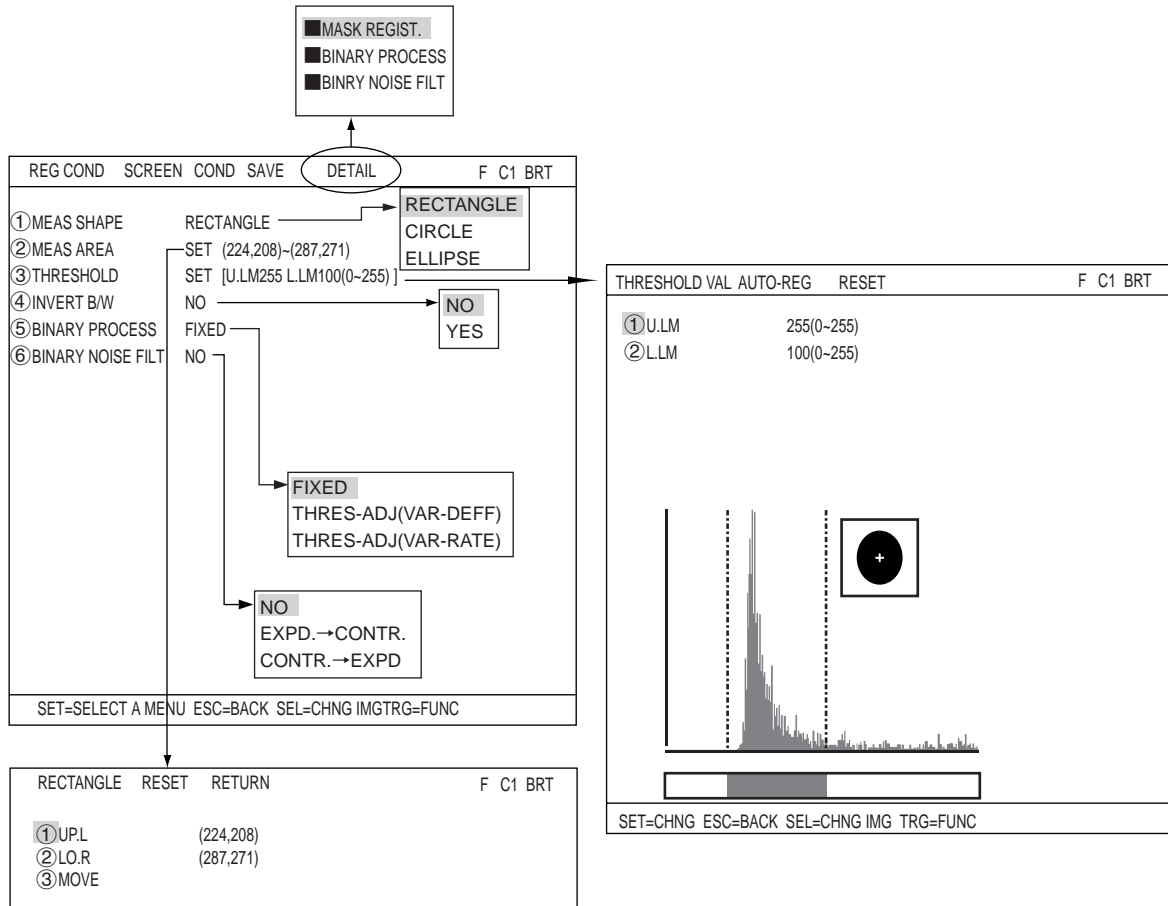 ■MASK REGIST.
■BINARY PROCESS
■BINRY NOISE FILT
REG COND SCREEN COND SAVE DETAIL F C1 BRT
①MEAS SHAPE RECTANGLE
②MEAS AREA SET (224,208)~(287,271)
③THRESHOLD SET [U.LM255 L.LM100(0~255) ]
④INVERT B/W NO
⑤BINARY PROCESS FIXED
⑥BINARY NOISE FILT NO
RECTANGLE
CIRCLE
ELLIPSE
NO
YES
FIXED
THRES-ADJ(VAR-DEFF)
THRES-ADJ(VAR-RATE)
NO
EXPD.→CONTR.
CONTR.→EXPD
SET=SELECT A MENU ESC=BACK SEL=CHNG IMGTRG=FUNC
THRESHOLD VAL AUTO-REG RESET F C1 BRT
①U.LM 255(0~255)
②L.LM 100(0~255)
SET=CHNG ESC=BACK SEL=CHNG IMG TRG=FUNC
RECTANGLE RESET RETURN F C1 BRT
①UP.L (224,208)
②LO.R (287,271)
③MOVE